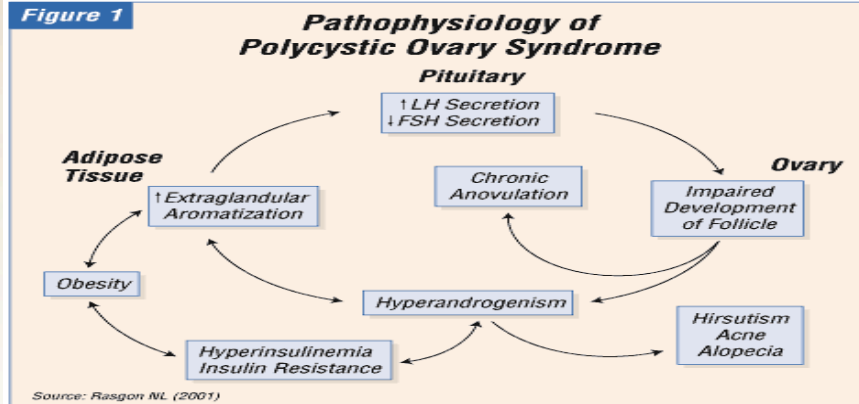 Figure 1
Pathophysiology of
Polycystic Ovary Syndrome
Pituitary
↑LH Secretion
↓FSH Secretion
Adipose
Tissue
↑Extraglandular
Aromatization
Chronic
Anovulation
Ovary
Impaired
Development
of Follicle
Obesity
Hyperandrogenism
Hyperinsulinemia
Insulin Resistance
Hirsutism
Acne
Alopecia
Source: Rasgon NL (2001)